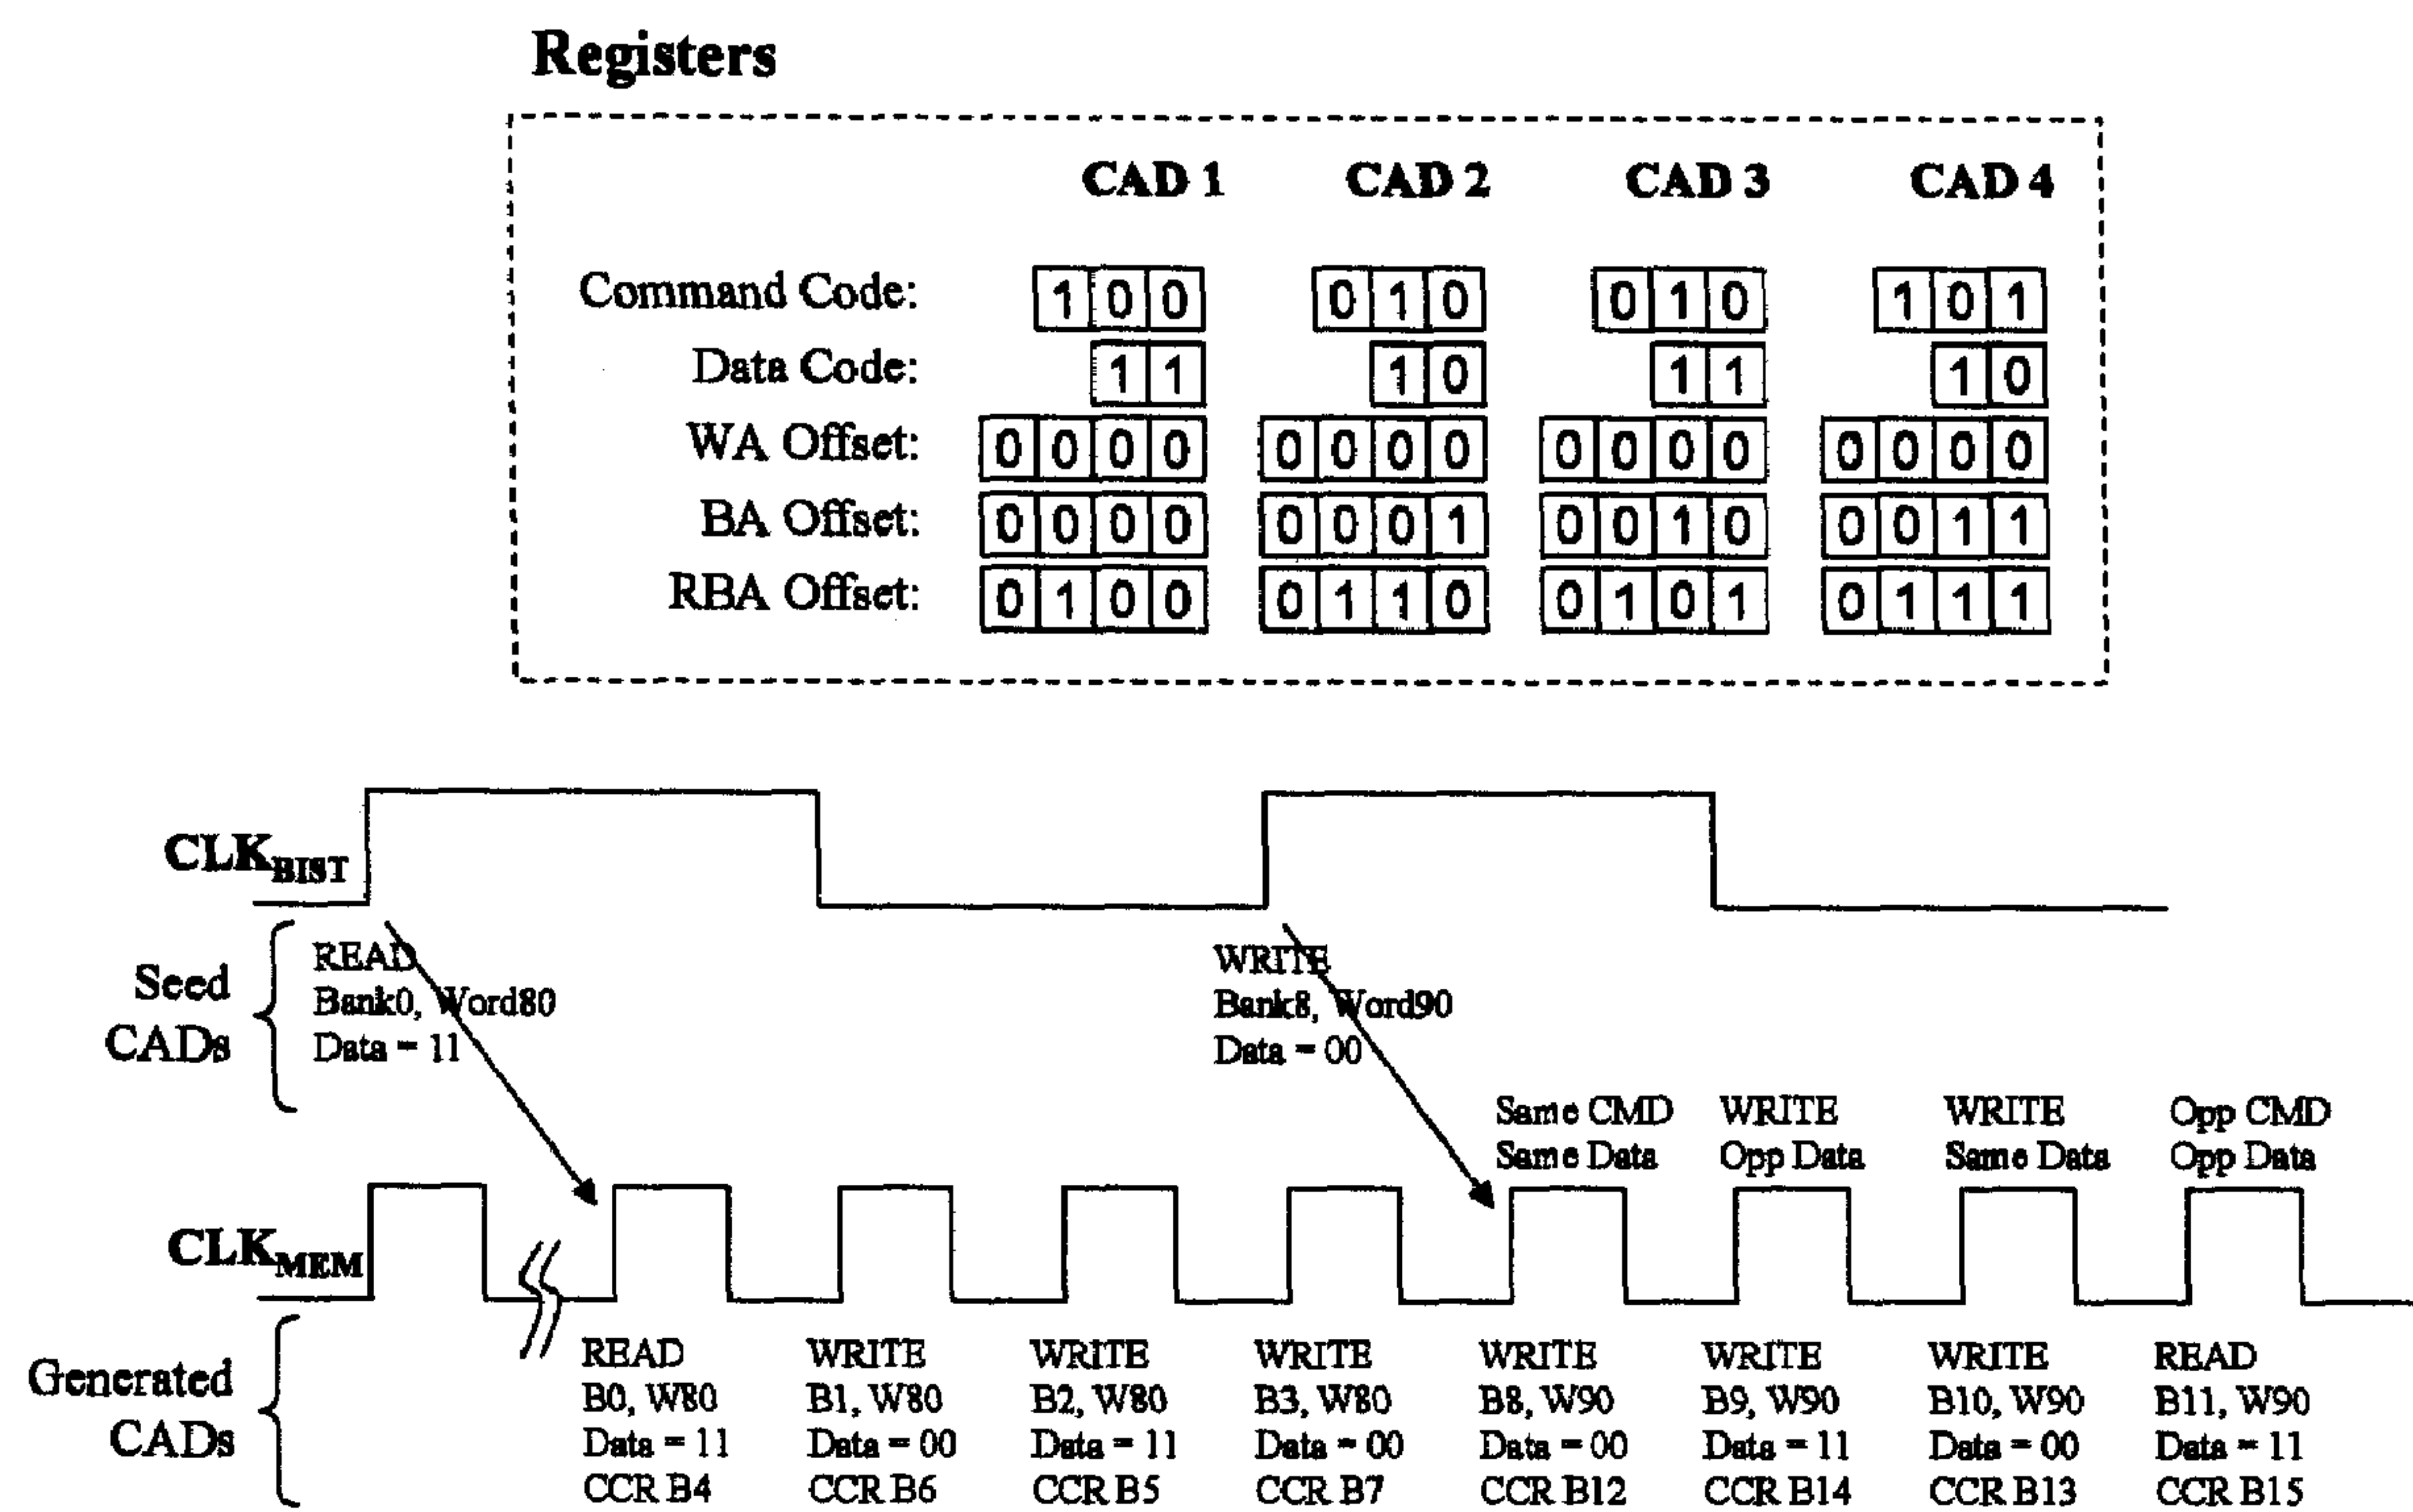 Registers
CAD 1 CAD 2 CAD 3 CAD 4
Command Code: 1 0 0 0 1 0 0 1 0 1 0 1
Data Code: 1 1 1 0 1 1 1 0
WA Offset: 0 0 0 0 0 0 0 0 0 0 0 0 0 0 0 0
BA Offset: 0 0 0 0 0 0 0 1 0 0 1 0 0 0 1 1
RBA Offset: 0 1 0 0 0 1 1 0 0 1 0 1 0 1 1 1
CLK BIST
Seed
CADs
READ
Bank0, Word80
Data = 11
WRITE
Bank8, Word90
Data = 00
Same CMD WRITE WRITE Opp CMD
Same Data Opp Data Same Data Opp Data
CLK MEM
Generated
CADs
READ WRITE WRITE WRITE WRITE WRITE WRITE READ
B0, W80 B1, W80 B2, W80 B3, W80 B8, W90 B9, W90 B10, W90 B11, W90
Data = 11 Data = 00 Data = 11 Data = 00 Data = 00 Data = 11 Data = 00 Data = 11
CCR B4 CCR B6 CCR B5 CCR B7 CCR B12 CCR B14 CCR B13 CCR B15